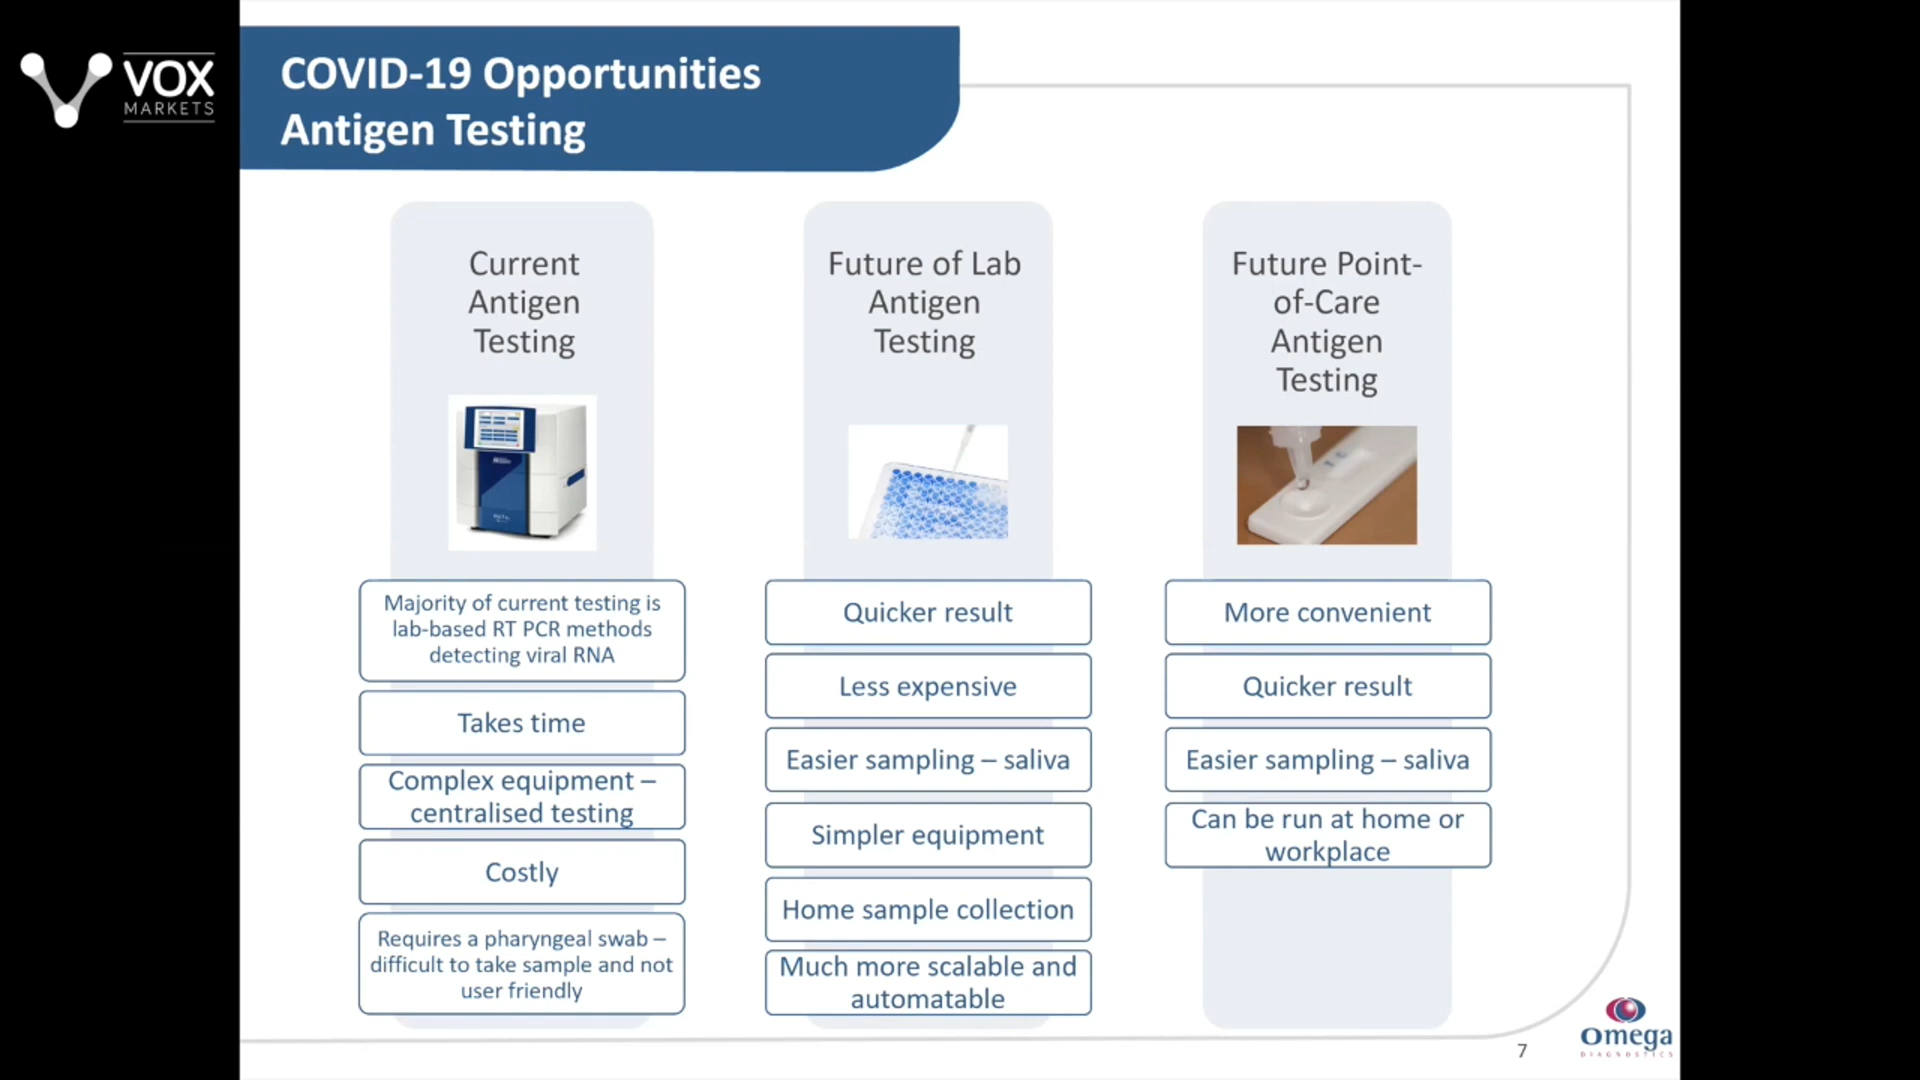 VOX
MARKETS
COVID-19 Opportunities
Antigen Testing
Current
Antigen
Testing
Majority of current testing is
lab-based RT PCR methods
detecting viral RNA
Takes time
Complex equipment –
centralised testing
Costly
Requires a pharyngeal swab –
difficult to take sample and not
user friendly
Future of Lab
Antigen
Testing
Quicker result
Less expensive
Easier sampling – saliva
Simpler equipment
Home sample collection
Much more scalable and
automatable
Future Point-
of-Care
Antigen
Testing
More convenient
Quicker result
Easier sampling – saliva
Can be run at home or
workplace
7
Omega
DIAGNOSTICS